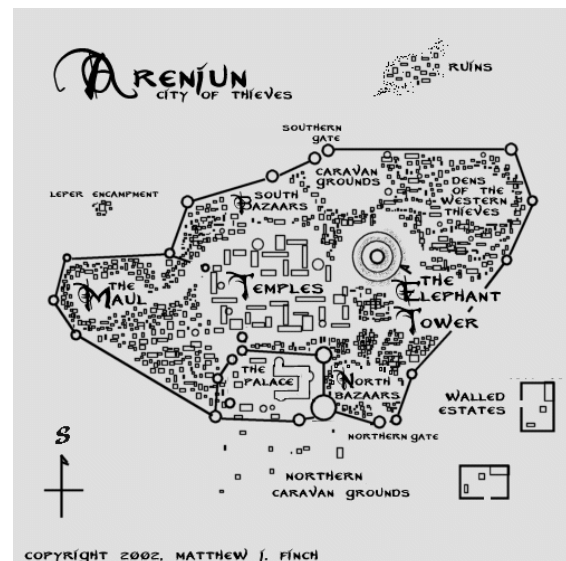 Arenjun
City of Thieves
Ruins
Southern
Gate
Caravan
Grounds
Dens
of the
Western
Thieves
Leper Encampment
South
Bazaars
The
Maul
Temples
The
Elephant
Tower
The
Palace
North
Bazaars
Walled
Estates
Northern Gate
S
Northern
Caravan Grounds
Copyright 2002, Matthew J. Finch